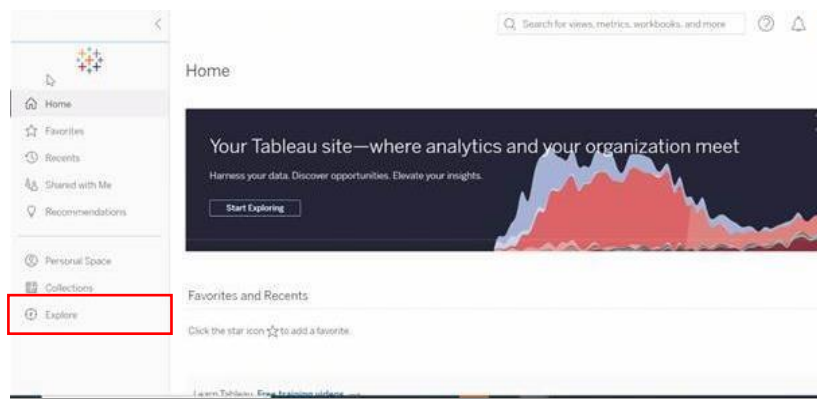 Search for views, metrics, workbooks, and more
Home
Home
Favorites
Recents
Shared with Me
Recommendations
Personal Space
Collections
Explore
Your Tableau site—where analytics and your organization meet
Harness your data. Discover opportunities. Elevate your insights.
Start Exploring
Favorites and Recents
Click the star icon to add a favorite.
Learn Tableau Free training videos